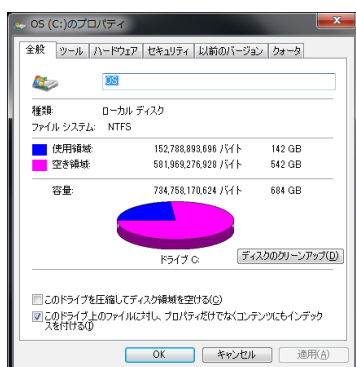 OS (C:)のプロパティ
全般 ツール ハードウェア セキュリティ 以前のバージョン クォータ
OS
種類: ローカル ディスク
ファイル システム: NTFS
使用領域: 152,788,893,696 バイト 142 GB
空き領域: 581,969,276,928 バイト 542 GB
容量: 734,758,170,624 バイト 684 GB
ドライブ C: ディスクのクリーンアップ(D)
このドライブを圧縮してディスク領域を空ける(C)
このドライブ上のファイルに対し、プロパティだけでなくコンテンツにもインデック
スを付ける(I)
OK キャンセル 適用(A)